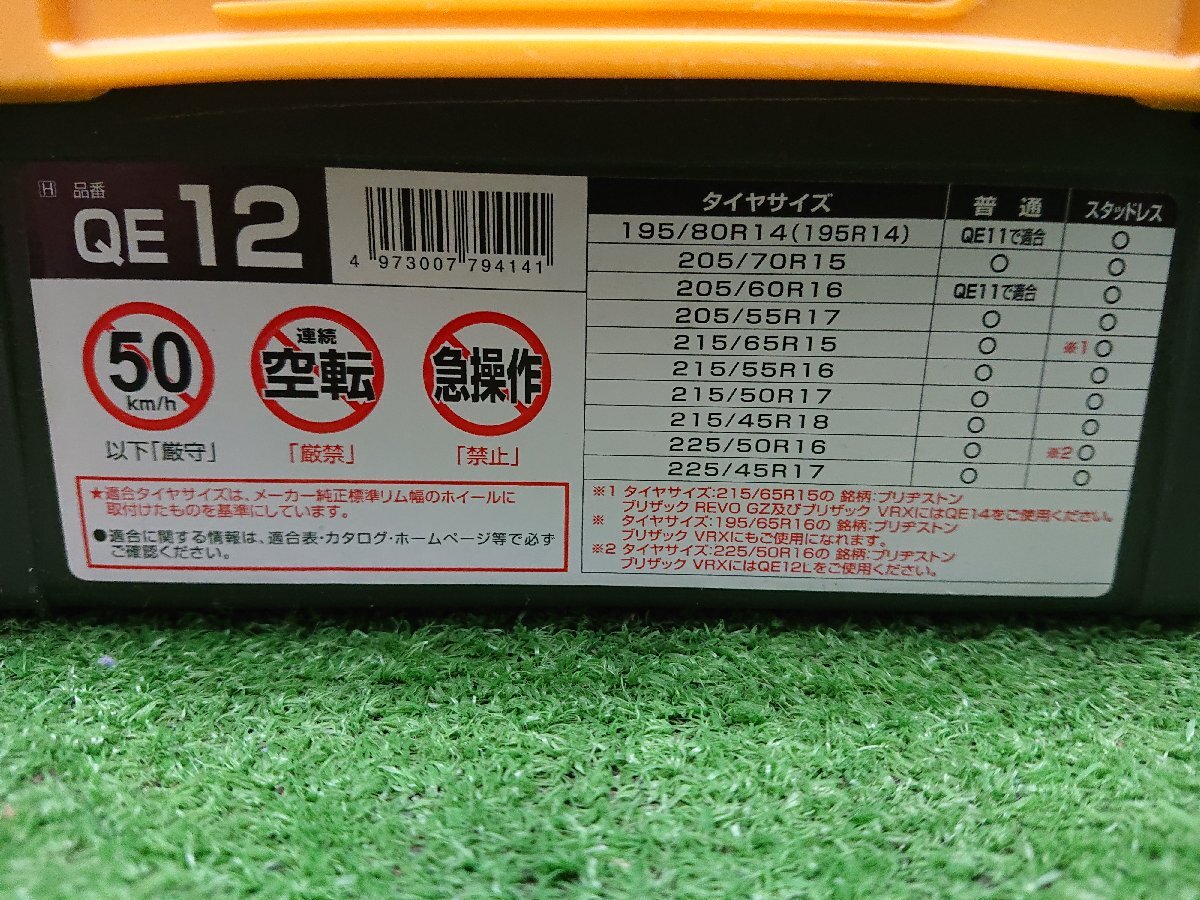 H 品番
QE12
4 973007 794141
50
km/h
以下「厳守」
連続
空転
「厳禁」
急操作
「禁止」
★適合タイヤサイズは、メーカー純正標準リム幅のホイールに
取付けたものを基準にしています。
●適合に関する情報は、適合表・カタログ・ホームページ等で必ず
ご確認ください。
タイヤサイズ 普通 スタッドレス
195/80R14(195R14) QE11で適合 ○
205/70R15 ○ ○
205/60R16 QE11で適合 ○
205/55R17 ○ ○
215/65R15 ○ ※1○
215/55R16 ○ ○
215/50R17 ○ ○
215/45R18 ○ ○
225/50R16 ○ ※2○
225/45R17 ○ ○
※1 タイヤサイズ:215/65R15の 銘柄:ブリヂストン
ブリザック REVO GZ及びブリザック VRXにはQE14をご使用ください。
※ タイヤサイズ:195/65R16の 銘柄:ブリヂストン
ブリザック VRXにもご使用になれます。
※2 タイヤサイズ:225/50R16の 銘柄:ブリヂストン
ブリザック VRXにはQE12Lをご使用ください。